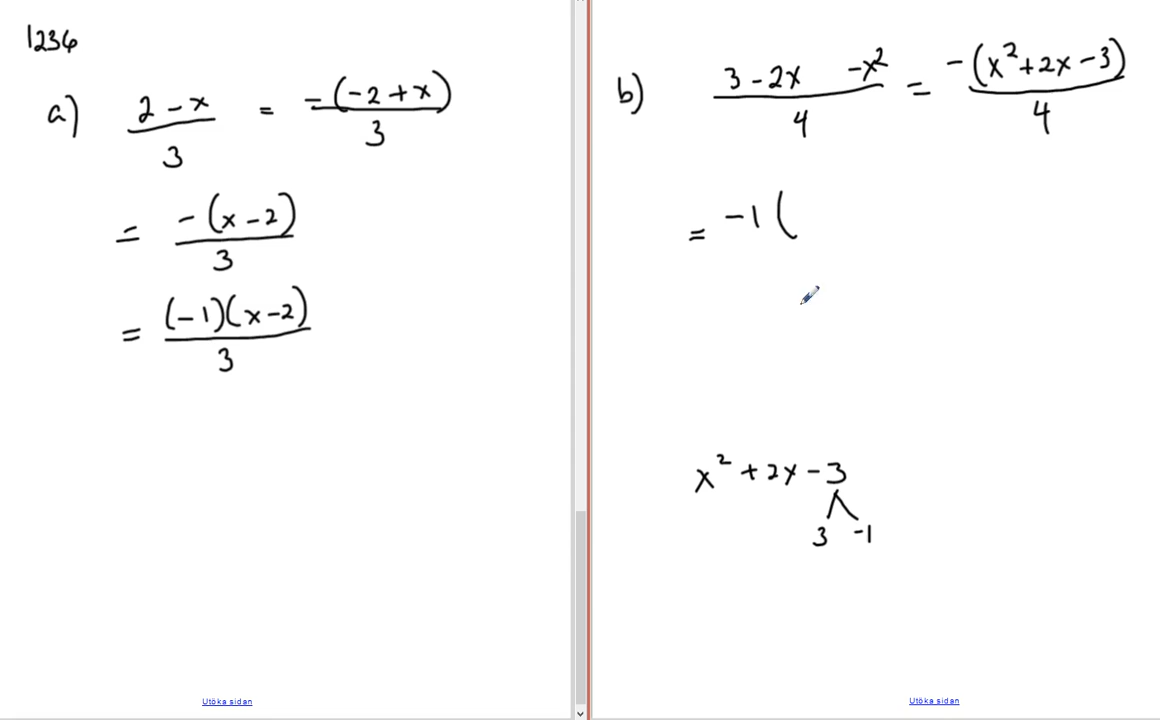 1236
a) (2 - x)/3 = -(-2 + x)/3
= -(x - 2)/3
= (-1)(x - 2)/3
Utöka sidan
b) (3 - 2x - x²)/4 = -(x² + 2x - 3)/4
= -1 (
x² + 2x - 3
3 -1
Utöka sidan